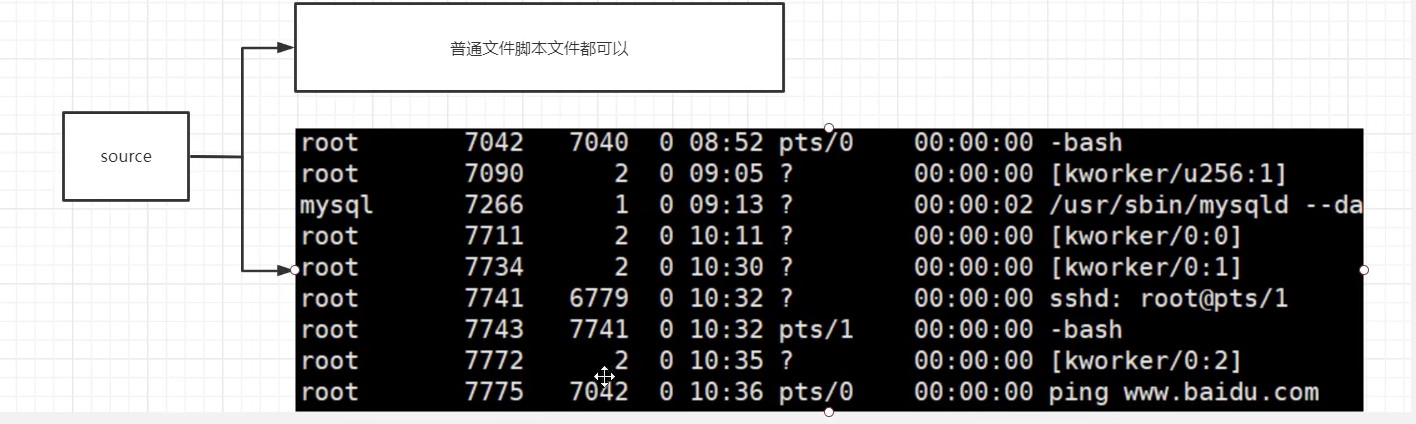 普通文件脚本文件都可以
source
root 7042 7040 0 08:52 pts/0 00:00:00 -bash
root 7090 2 0 09:05 ? 00:00:00 [kworker/u256:1]
mysql 7266 1 0 09:13 ? 00:00:02 /usr/sbin/mysqld --da
root 7711 2 0 10:11 ? 00:00:00 [kworker/0:0]
root 7734 2 0 10:30 ? 00:00:00 [kworker/0:1]
root 7741 6779 0 10:32 ? 00:00:00 sshd: root@pts/1
root 7743 7741 0 10:32 pts/1 00:00:00 -bash
root 7772 2 0 10:35 ? 00:00:00 [kworker/0:2]
root 7775 7042 0 10:36 pts/0 00:00:00 ping www.baidu.com